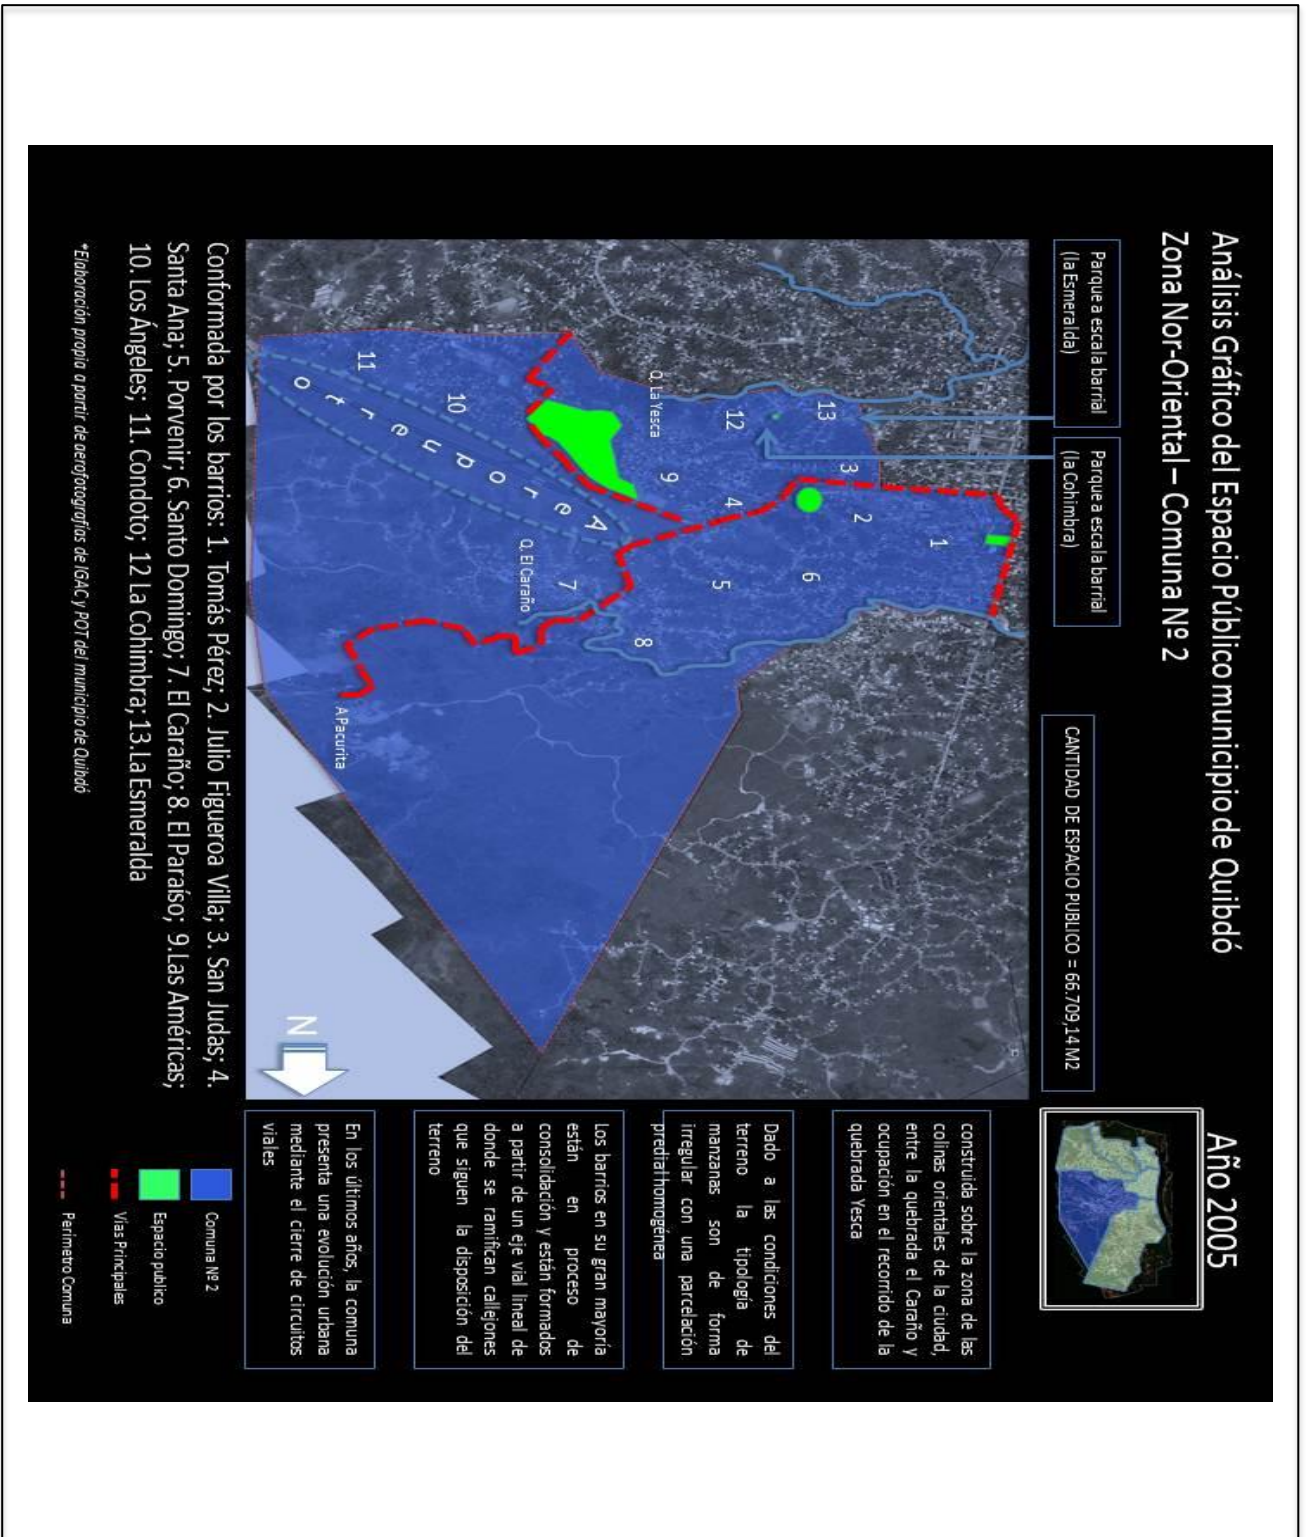 Análisis Gráfico del Espacio Público municipio de Quibdó
Zona Nor-Oriental – Comuna Nº 2
Año 2005
Parque a escala barrial
(la Esmeralda)
Parque a escala barrial
(la Cohimbra)
CANTIDAD DE ESPACIO PUBLICO = 66.709,14 M2
13
12
3
2
1
4
9
6
5
8
7
10
11
Q. La Yesca
Q. El Caraño
Aeropuerto
A Pacurita
N
construida sobre la zona de las
colinas orientales de la ciudad,
entre la quebrada el Caraño y
ocupación en el recorrido de la
quebrada Yesca
Dado a las condiciones del
terreno la tipología de
manzanas son de forma
irregular con una parcelación
predial homogénea
Los barrios en su gran mayoría
están en proceso de
consolidación y están formados
a partir de un eje vial lineal de
donde se ramifican callejones
que siguen la disposición del
terreno
En los últimos años, la comuna
presenta una evolución urbana
mediante el cierre de circuitos
viales
Conformada por los barrios: 1. Tomás Pérez; 2. Julio Figueroa Villa; 3. San Judas; 4.
Santa Ana; 5. Porvenir; 6. Santo Domingo; 7. El Caraño; 8. El Paraíso; 9.Las Américas;
10. Los Ángeles; 11. Condoto; 12 La Cohimbra; 13.La Esmeralda
*Elaboración propia a partir de aerofotografías de IGAC y POT del municipio de Quibdó
Comuna Nº 2
Espacio publico
Vías Principales
Perimetro Comuna